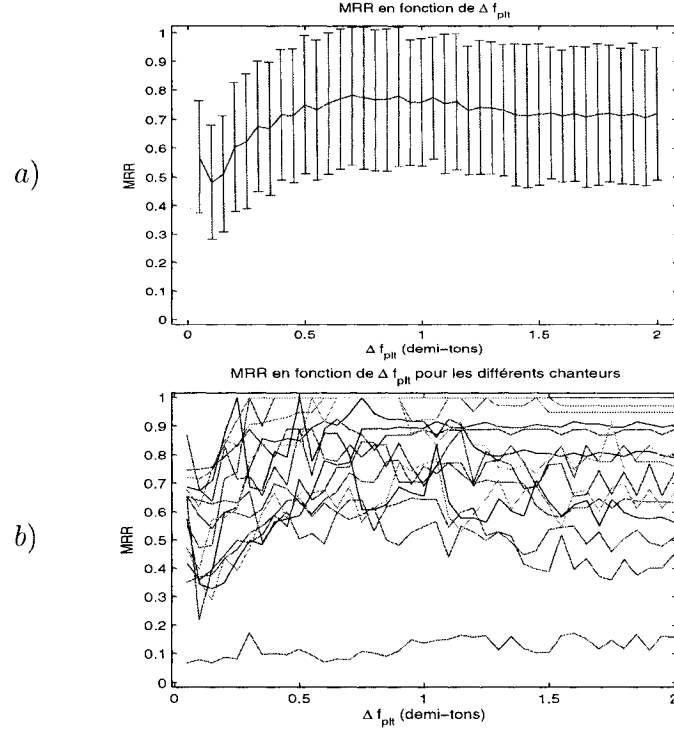 MRR en fonction de Δ f_plt
1
0.9
0.8
0.7
0.6
0.5
0.4
0.3
0.2
0.1
0
MRR
a)
0 0.5 1 1.5 2
Δ f_plt (demi-tons)
MRR en fonction de Δ f_plt pour les différents chanteurs
1
0.9
0.8
0.7
0.6
0.5
0.4
0.3
0.2
0.1
0
MRR
b)
0 0.5 1 1.5 2
Δ f_plt (demi-tons)